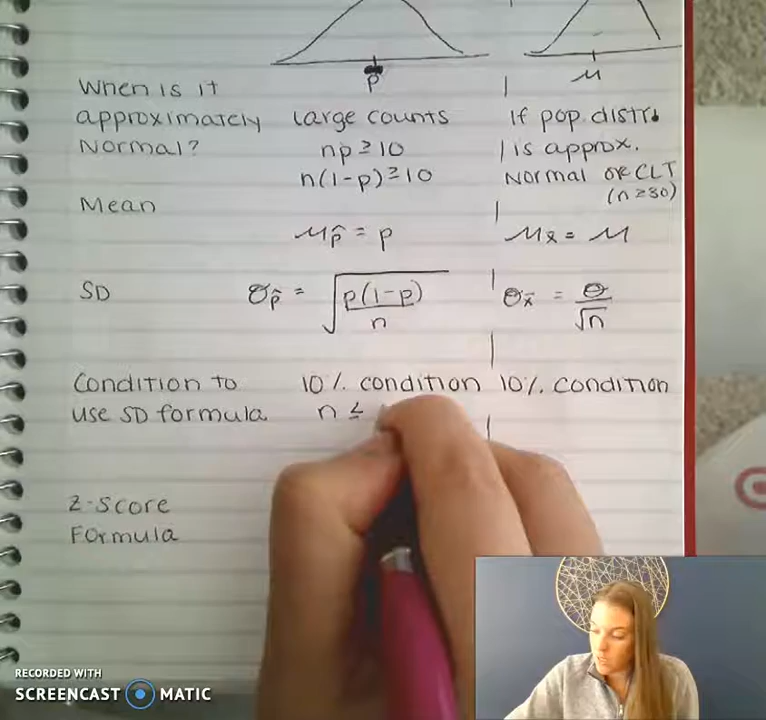 p
μ
When is it
approximately
Normal?
Large counts
np ≥ 10
n(1-p) ≥ 10
If pop. distr.
is approx.
Normal or CLT
(n ≥ 30)
Mean
μp̂ = p
μx̄ = μ
SD
σp̂ = √(p(1-p)/n)
σx̄ = σ/√n
Condition to
use SD formula
10% condition
n ≤
10% condition
Z-score
Formula
RECORDED WITH
SCREENCAST MATIC